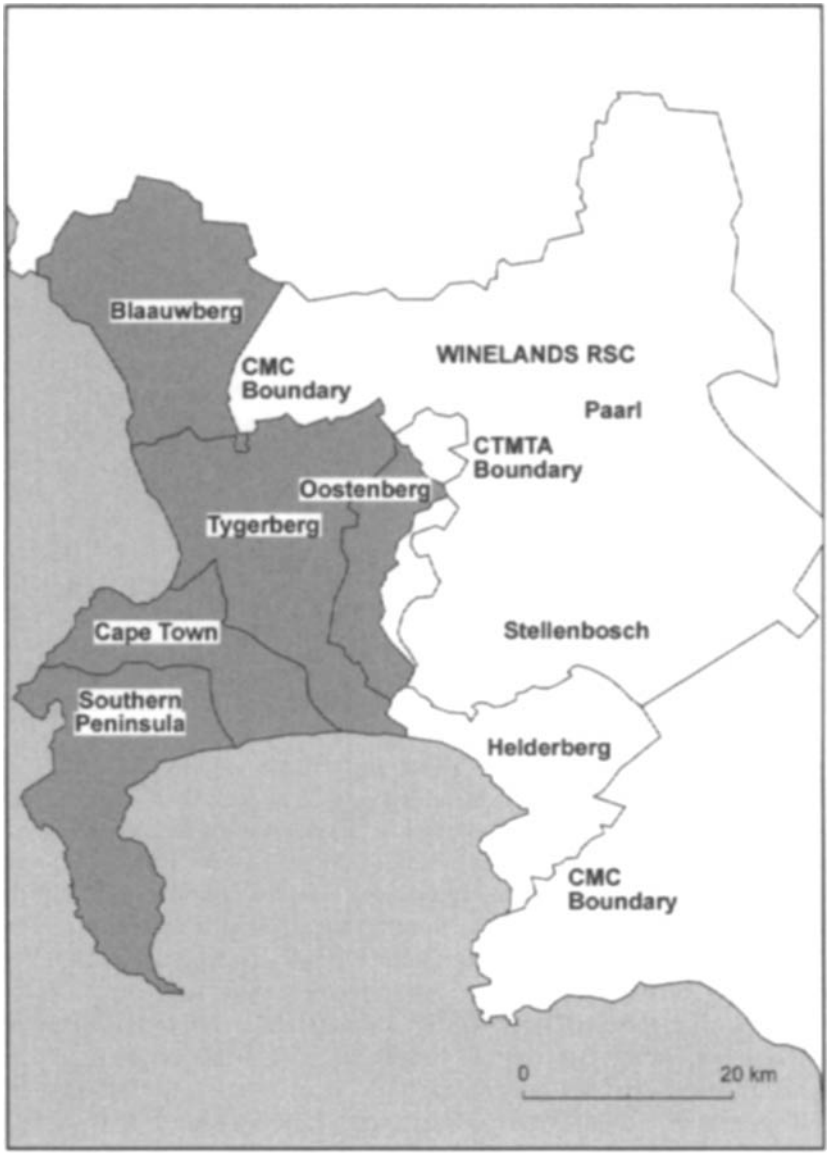 Blaauwberg
WINELANDS RSC
CMC
Boundary
Paarl
CTMTA
Boundary
Oostenberg
Tygerberg
Cape Town
Stellenbosch
Southern
Peninsula
Helderberg
CMC
Boundary
0 20 km